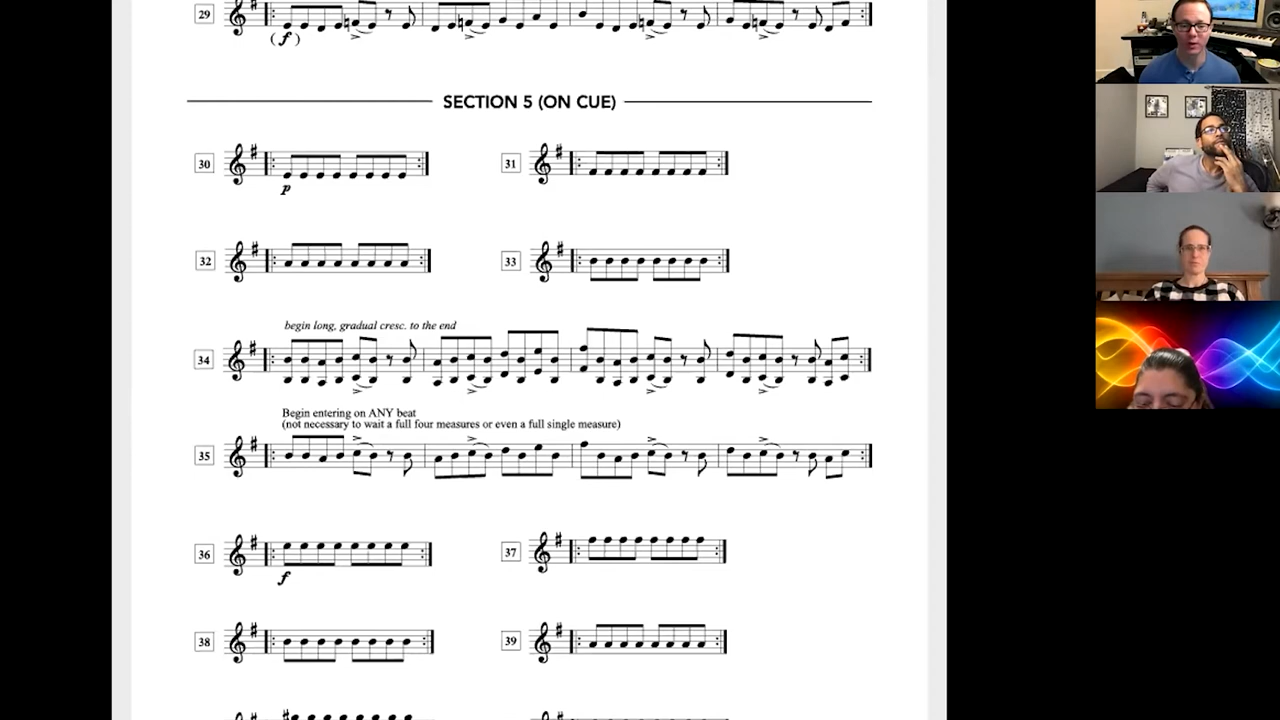 29
(f)
SECTION 5 (ON CUE)
30
31
p
32
33
begin long, gradual cresc. to the end
34
Begin entering on ANY beat
(not necessary to wait a full four measures or even a full single measure)
35
36
37
f
38
39